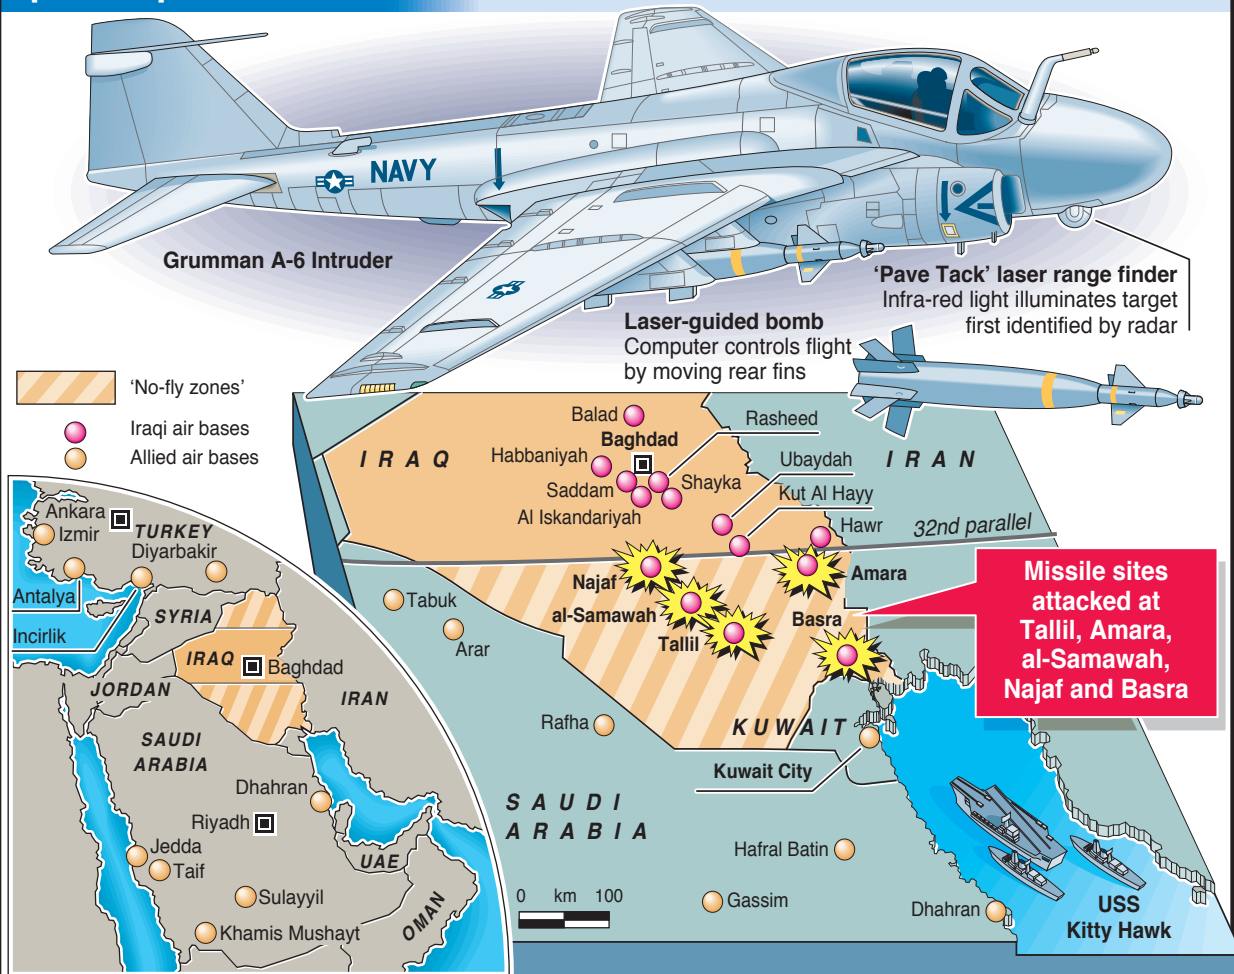 NAVY
Grumman A-6 Intruder
‘Pave Tack’ laser range finder
Infra-red light illuminates target
first identified by radar
Laser-guided bomb
Computer controls flight
by moving rear fins
‘No-fly zones’
Iraqi air bases
Allied air bases
IRAQ
Balad
Baghdad
Rasheed
Habbaniyah
Ubaydah
IRAN
Saddam
Shayka
Kut Al Hayy
Al Iskandariyah
Hawr
32nd parallel
Najaf
Amara
al-Samawah
Basra
Tallil
Missile sites
attacked at
Tallil, Amara,
al-Samawah,
Najaf and Basra
Tabuk
Arar
Rafha
KUWAIT
Kuwait City
SAUDI
ARABIA
Hafral Batin
Gassim
Dhahran
USS
Kitty Hawk
0 km 100
Ankara
Izmir
TURKEY
Diyarbakir
Antalya
Incirlik
SYRIA
IRAQ
Baghdad
JORDAN
IRAN
SAUDI
ARABIA
Dhahran
Riyadh
Jedda
Taif
UAE
Sulayyil
OMAN
Khamis Mushayt